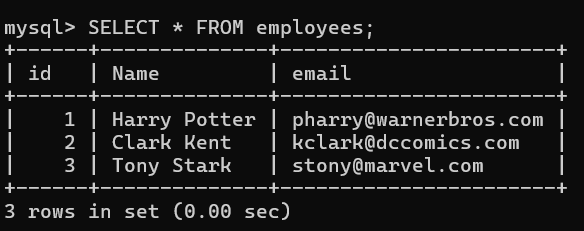 mysql> SELECT * FROM employees;
+------+--------------+-----------------------+
| id   | Name         | email                 |
+------+--------------+-----------------------+
|    1 | Harry Potter | pharry@warnerbros.com |
|    2 | Clark Kent   | kclark@dccomics.com   |
|    3 | Tony Stark   | stony@marvel.com      |
+------+--------------+-----------------------+
3 rows in set (0.00 sec)